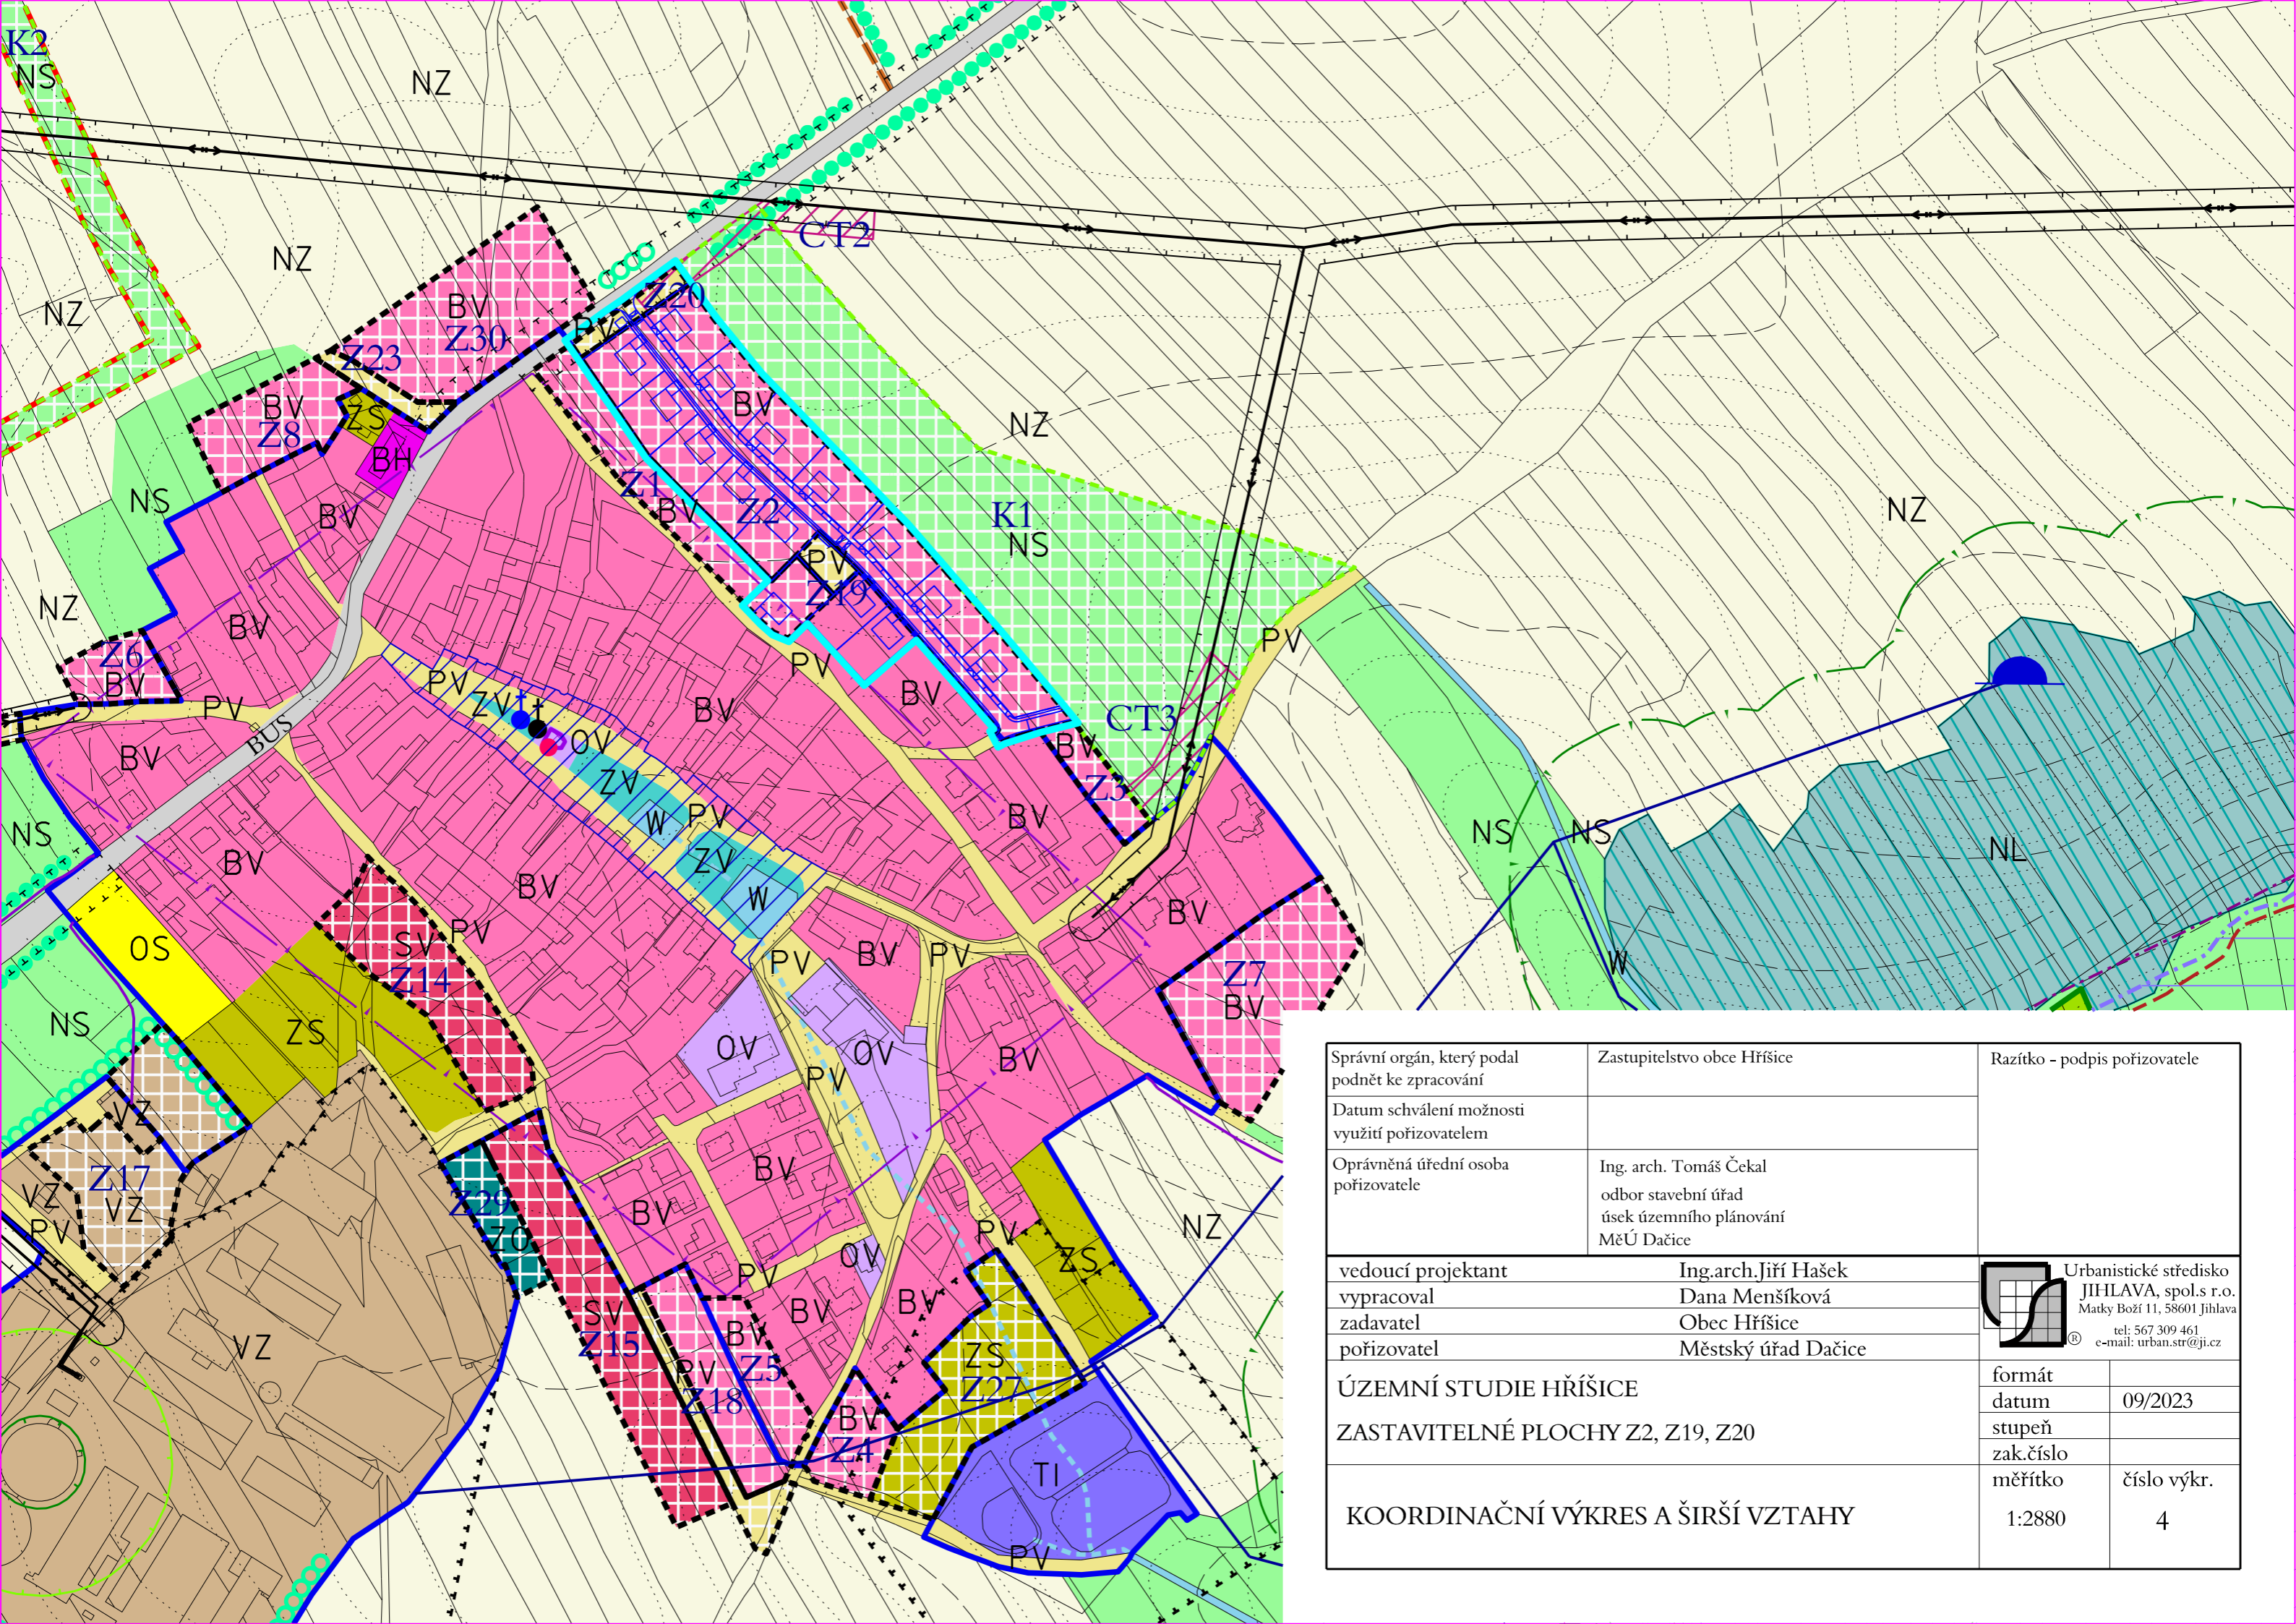 K2
NS
NZ
CT2
NZ
Z20
BV
Z30
PV
NZ
Z23
BV
Z8
ZS
BV
NZ
BH
Z1
BV
Z2
K1
NS
NS
BV
NZ
PV
Z19
NZ
BV
Z6
BV
PV
PV
PV
BV
BV
ZV
PV
BUS
OV
CT3
BV
BV
ZV
Z3
W
PV
BV
NS
NS
NS
ZV
NL
BV
BV
W
BV
SV
PV
OS
BV
PV
PV
Z14
Z7
BV
W
NS
ZS
OV
OV
BV
PV
VZ
BV
Z17
VZ
VZ
PV
Z29
ZO
BV
PV
NZ
OV
ZS
PV
SV
BV
BV
Z15
VZ
BV
Z5
PV
Z18
ZS
Z27
BV
Z4
TI
PV
Správní orgán, který podal
podnět ke zpracování
Zastupitelstvo obce Hříšice
Razítko - podpis pořizovatele
Datum schválení možnosti
využití pořizovatelem
Oprávněná úřední osoba
pořizovatele
Ing. arch. Tomáš Čekal
odbor stavební úřad
úsek územního plánování
MěÚ Dačice
vedoucí projektant Ing.arch.Jiří Hašek
vypracoval Dana Menšíková
zadavatel Obec Hříšice
pořizovatel Městský úřad Dačice
Urbanistické středisko
JIHLAVA, spol.s r.o.
Matky Boží 11, 58601 Jihlava
tel: 567 309 461
® e-mail: urban.str@ji.cz
ÚZEMNÍ STUDIE HŘÍŠICE
ZASTAVITELNÉ PLOCHY Z2, Z19, Z20
formát
datum 09/2023
stupeň
zak.číslo
KOORDINAČNÍ VÝKRES A ŠIRŠÍ VZTAHY
měřítko číslo výkr.
1:2880 4